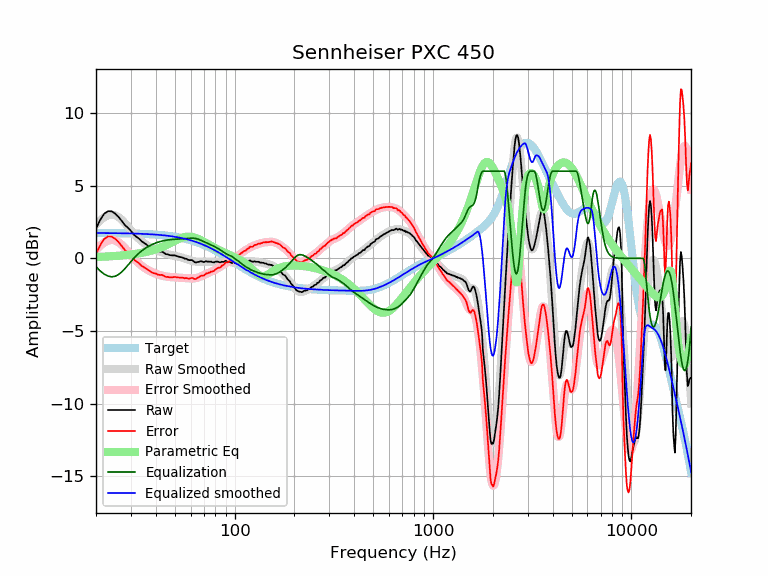 Sennheiser PXC 450
Amplitude (dBr)
10
5
0
−5
−10
−15
Target
Raw Smoothed
Error Smoothed
Raw
Error
Parametric Eq
Equalization
Equalized smoothed
100
1000
10000
Frequency (Hz)